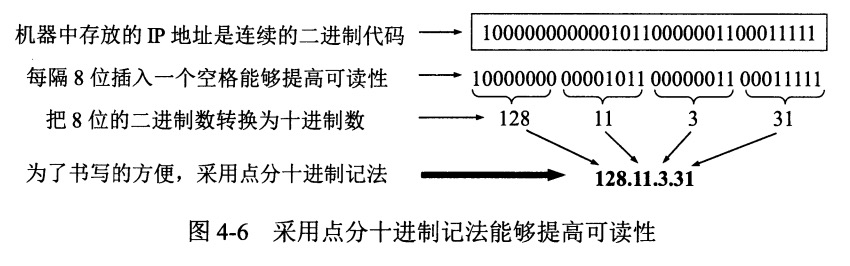 机器中存放的 IP 地址是连续的二进制代码 10000000000010110000001100011111
每隔 8 位插入一个空格能够提高可读性 10000000 00001011 00000011 00011111
把 8 位的二进制数转换为十进制数 128 11 3 31
为了书写的方便，采用点分十进制记法 128.11.3.31
图 4-6 采用点分十进制记法能够提高可读性